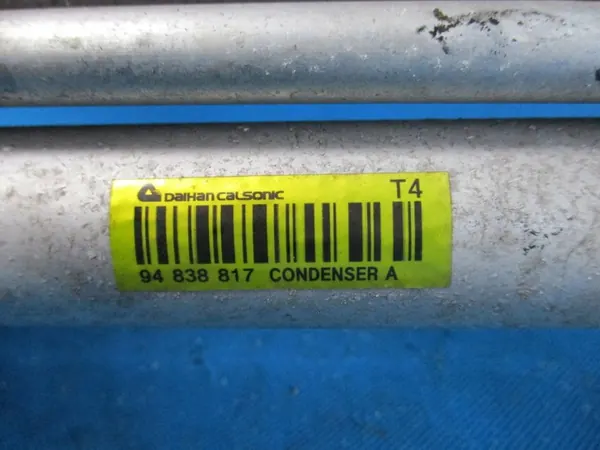 Daihan calsonic T4
94 838 817 CONDENSER A